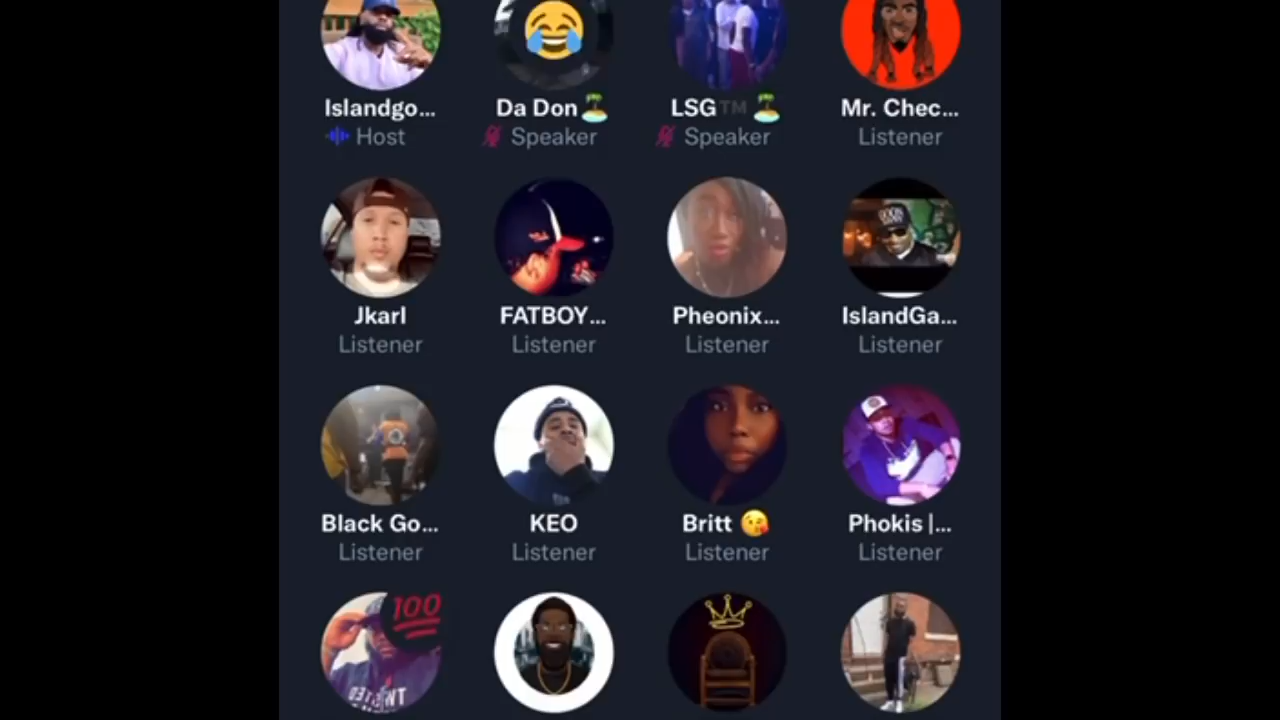 Islandgo... Da Don🏝️ LSG™🏝️ Mr. Chec...
Host Speaker Speaker Listener
Jkarl FATBOY... Pheonix... IslandGa...
Listener Listener Listener Listener
Black Go... KEO Britt 😘 Phokis |...
Listener Listener Listener Listener
100